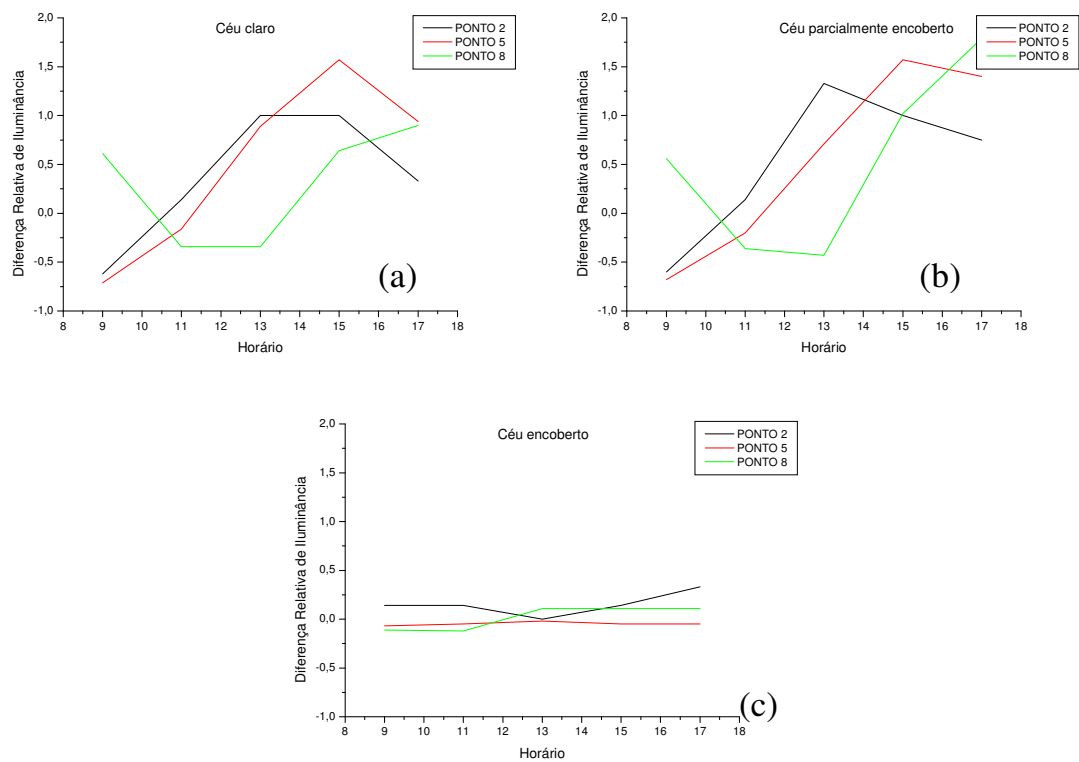 Céu claro
PONTO 2
PONTO 5
PONTO 8
Diferença Relativa de Iluminância
2,0
1,5
1,0
0,5
0,0
-0,5
-1,0
8 9 10 11 12 13 14 15 16 17 18
Horário
(a)
Céu parcialmente encoberto
PONTO 2
PONTO 5
PONTO 8
Diferença Relativa de Iluminância
2,0
1,5
1,0
0,5
0,0
-0,5
-1,0
8 9 10 11 12 13 14 15 16 17 18
Horário
(b)
Céu encoberto
PONTO 2
PONTO 5
PONTO 8
Diferença Relativa de Iluminância
2,0
1,5
1,0
0,5
0,0
-0,5
-1,0
8 9 10 11 12 13 14 15 16 17 18
Horário
(c)